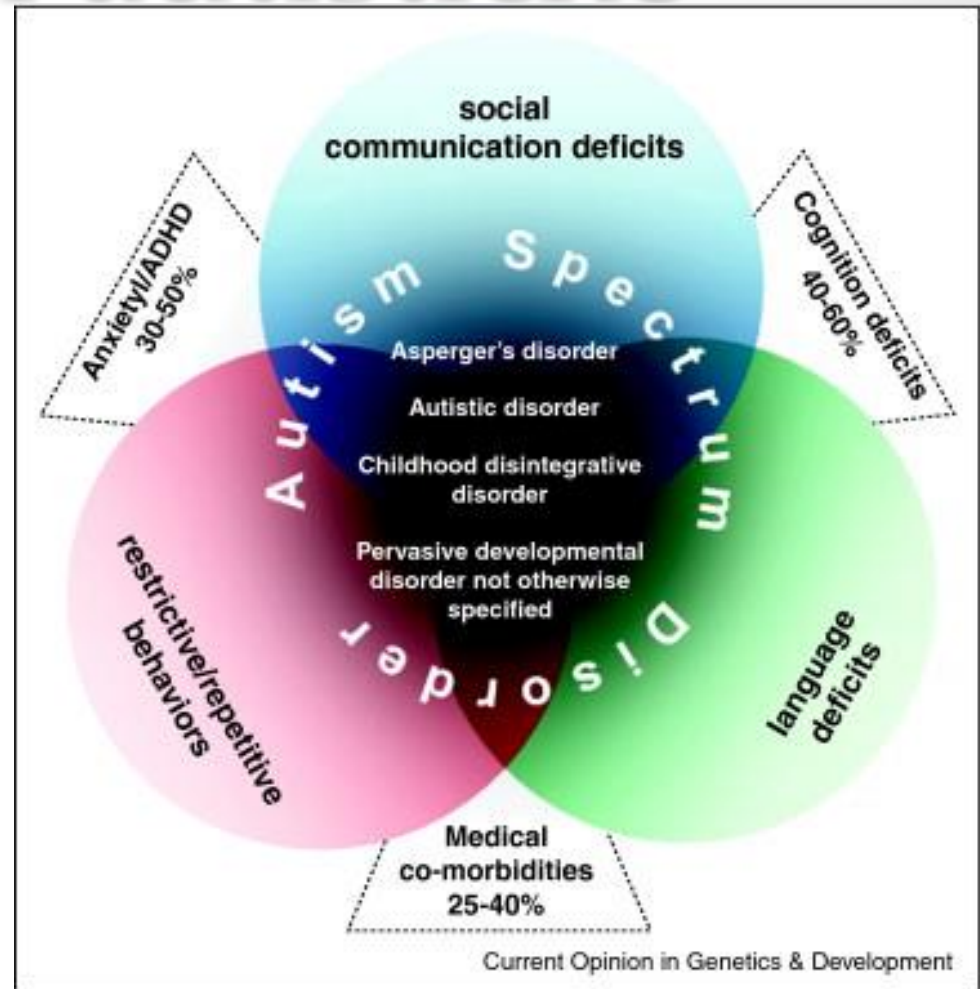 social
communication deficits
Anxietyl/ADHD
30-50%
Cognition deficits
40-60%
Autism Spectrum Disorder
Asperger's disorder
Autistic disorder
Childhood disintegrative
disorder
Pervasive developmental
disorder not otherwise
specified
restrictive/repetitive
behaviors
language
deficits
Medical
co-morbidities
25-40%
Current Opinion in Genetics & Development